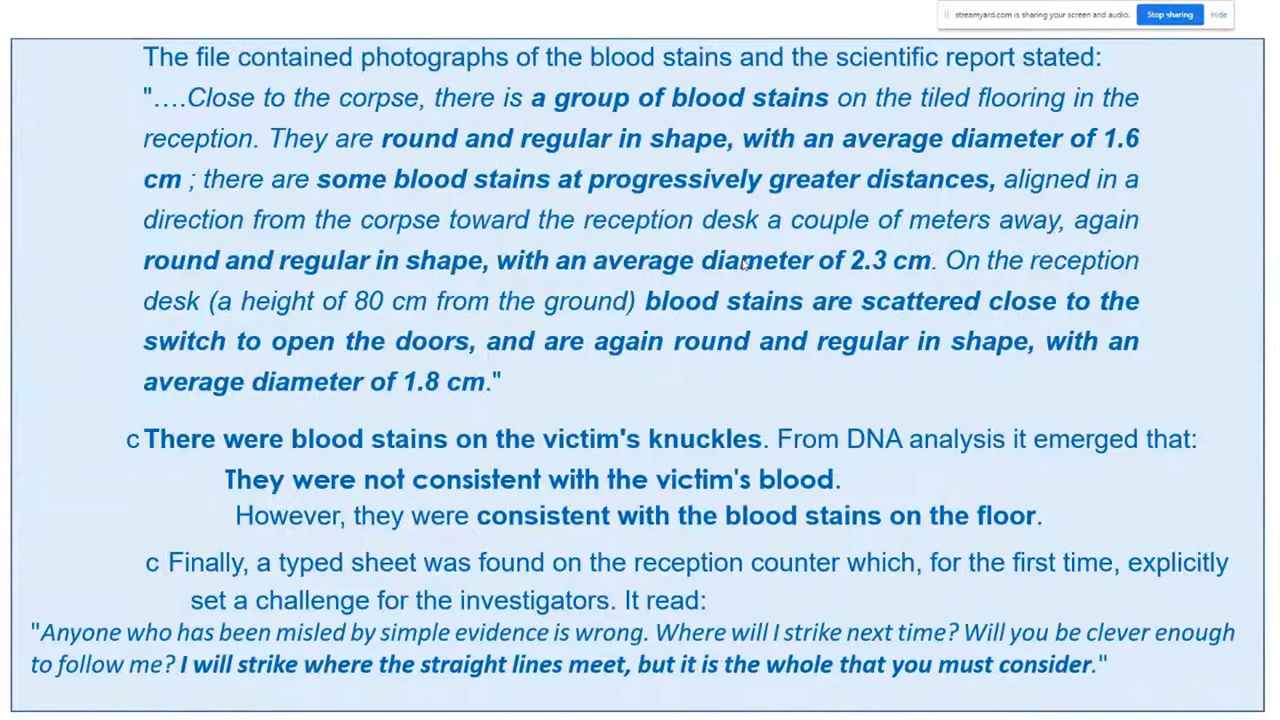 streamyard.com is sharing your screen and audio. Stop sharing Hide
The file contained photographs of the blood stains and the scientific report stated:
"….Close to the corpse, there is a group of blood stains on the tiled flooring in the
reception. They are round and regular in shape, with an average diameter of 1.6
cm ; there are some blood stains at progressively greater distances, aligned in a
direction from the corpse toward the reception desk a couple of meters away, again
round and regular in shape, with an average diameter of 2.3 cm. On the reception
desk (a height of 80 cm from the ground) blood stains are scattered close to the
switch to open the doors, and are again round and regular in shape, with an
average diameter of 1.8 cm."
c There were blood stains on the victim's knuckles. From DNA analysis it emerged that:
They were not consistent with the victim's blood.
However, they were consistent with the blood stains on the floor.
c Finally, a typed sheet was found on the reception counter which, for the first time, explicitly
set a challenge for the investigators. It read:
"Anyone who has been misled by simple evidence is wrong. Where will I strike next time? Will you be clever enough
to follow me? I will strike where the straight lines meet, but it is the whole that you must consider."